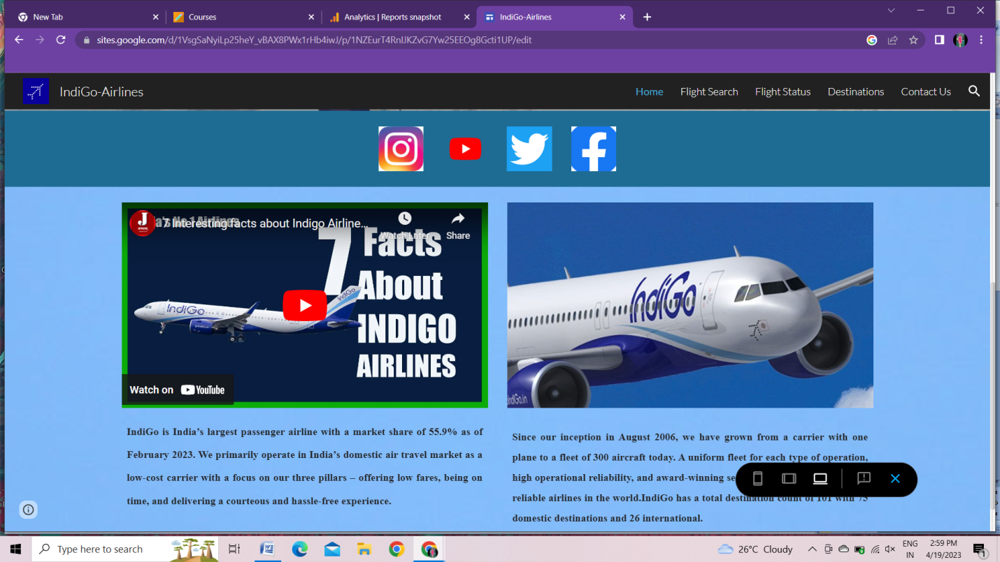 New Tab
Courses
Analytics | Reports snapshot
IndiGo-Airlines
sites.google.com/d/1VsgSaNyiLp25heY_vBAX8PWx1rHb4iwJ/p/1NZEurT4RnIJKZvG7Yw25EEOg8Gcti1UP/edit
IndiGo-Airlines
Home
Flight Search
Flight Status
Destinations
Contact Us
7 Interesting facts about Indigo Airline...
Watch Later
Share
7 Facts
About
INDIGO
AIRLINES
IndiGo
IndiGo
Watch on YouTube
IndiGo
IndiGo is India's largest passenger airline with a market share of 55.9% as of
February 2023. We primarily operate in India's domestic air travel market as a
low-cost carrier with a focus on our three pillars – offering low fares, being on
time, and delivering a courteous and hassle-free experience.
Since our inception in August 2006, we have grown from a carrier with one
plane to a fleet of 300 aircraft today. A uniform fleet for each type of operation,
high operational reliability, and award-winning
reliable airlines in the world.IndiGo has a total destination count of 101 with 75
domestic destinations and 26 international.
Type here to search
26°C Cloudy
ENG
IN
2:59 PM
4/19/2023
1